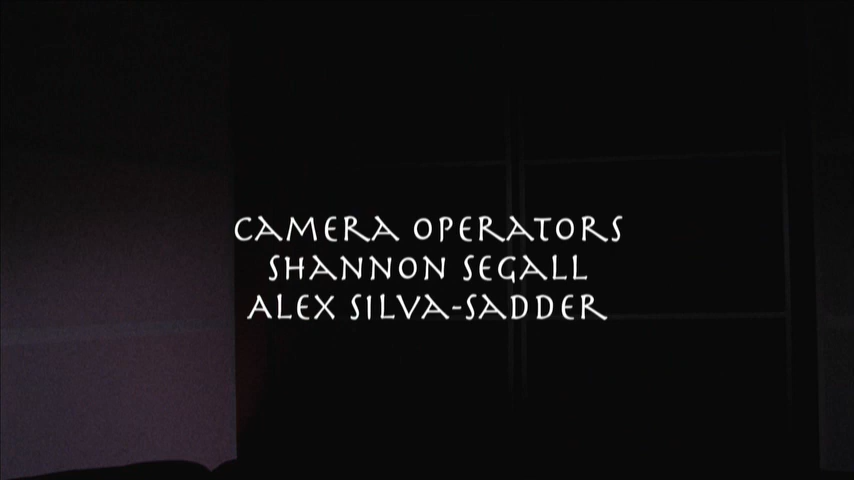 CAMERA OPERATORS
SHANNON SEGALL
ALEX SILVA-SADDER